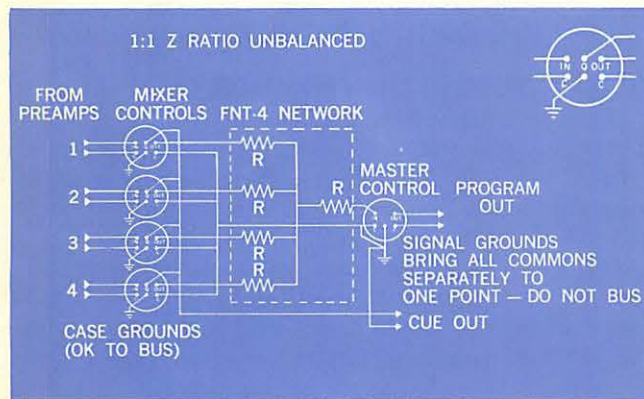 1:1 Z RATIO UNBALANCED
IN Q OUT
C C
FROM PREAMPS
MIXER CONTROLS
FNT-4 NETWORK
1
2
3
4
R
R
R
R
R
MASTER CONTROL
PROGRAM OUT
SIGNAL GROUNDS
BRING ALL COMMONS
SEPARATELY TO
ONE POINT — DO NOT BUS
CUE OUT
CASE GROUNDS
(OK TO BUS)